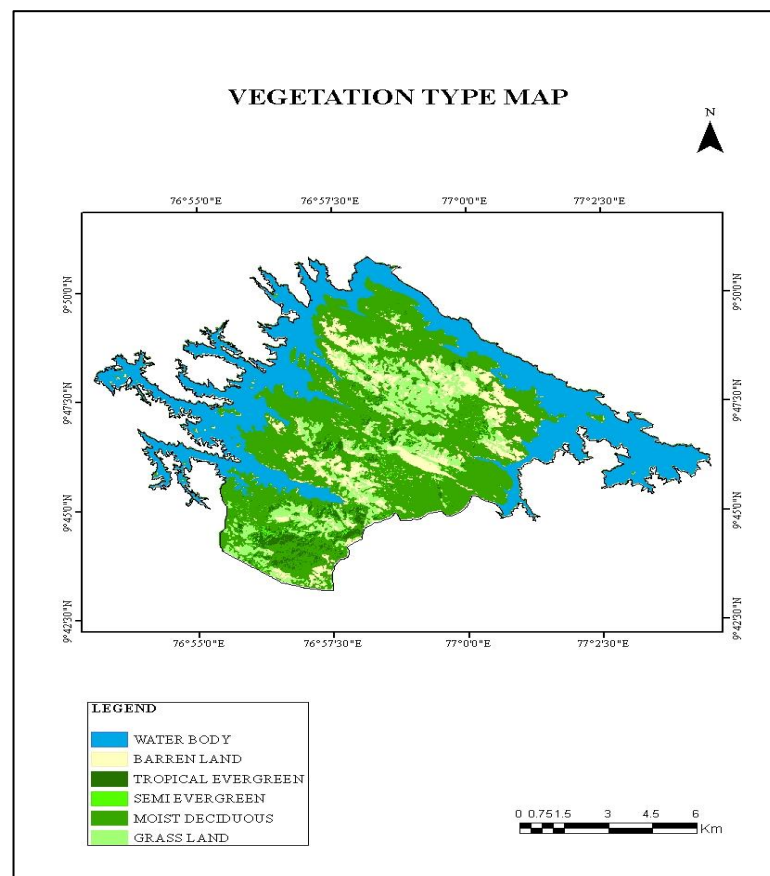 VEGETATION TYPE MAP
N
76°55'0"E 76°57'30"E 77°0'0"E 77°2'30"E
9°50'0"N 9°50'0"N
9°47'30"N 9°47'30"N
9°45'0"N 9°45'0"N
9°42'30"N 9°42'30"N
76°55'0"E 76°57'30"E 77°0'0"E 77°2'30"E
LEGEND
WATER BODY
BARREN LAND
TROPICAL EVERGREEN
SEMI EVERGREEN
MOIST DECIDUOUS
GRASS LAND
0 0.75 1.5 3 4.5 6
Km